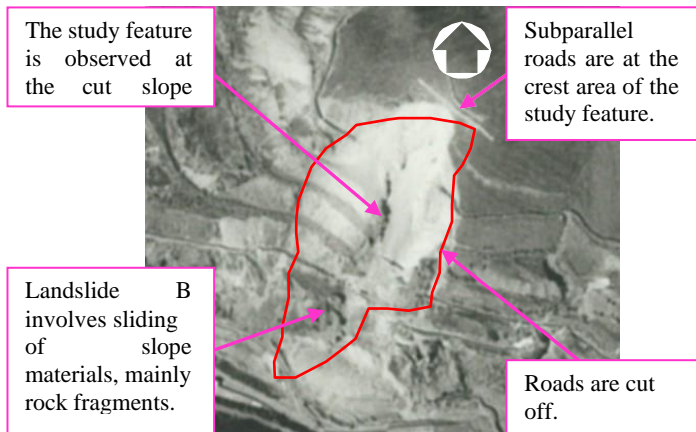 The study feature
is observed at
the cut slope
Subparallel
roads are at the
crest area of the
study feature.
Landslide B
involves sliding
of slope
materials, mainly
rock fragments.
Roads are cut
off.